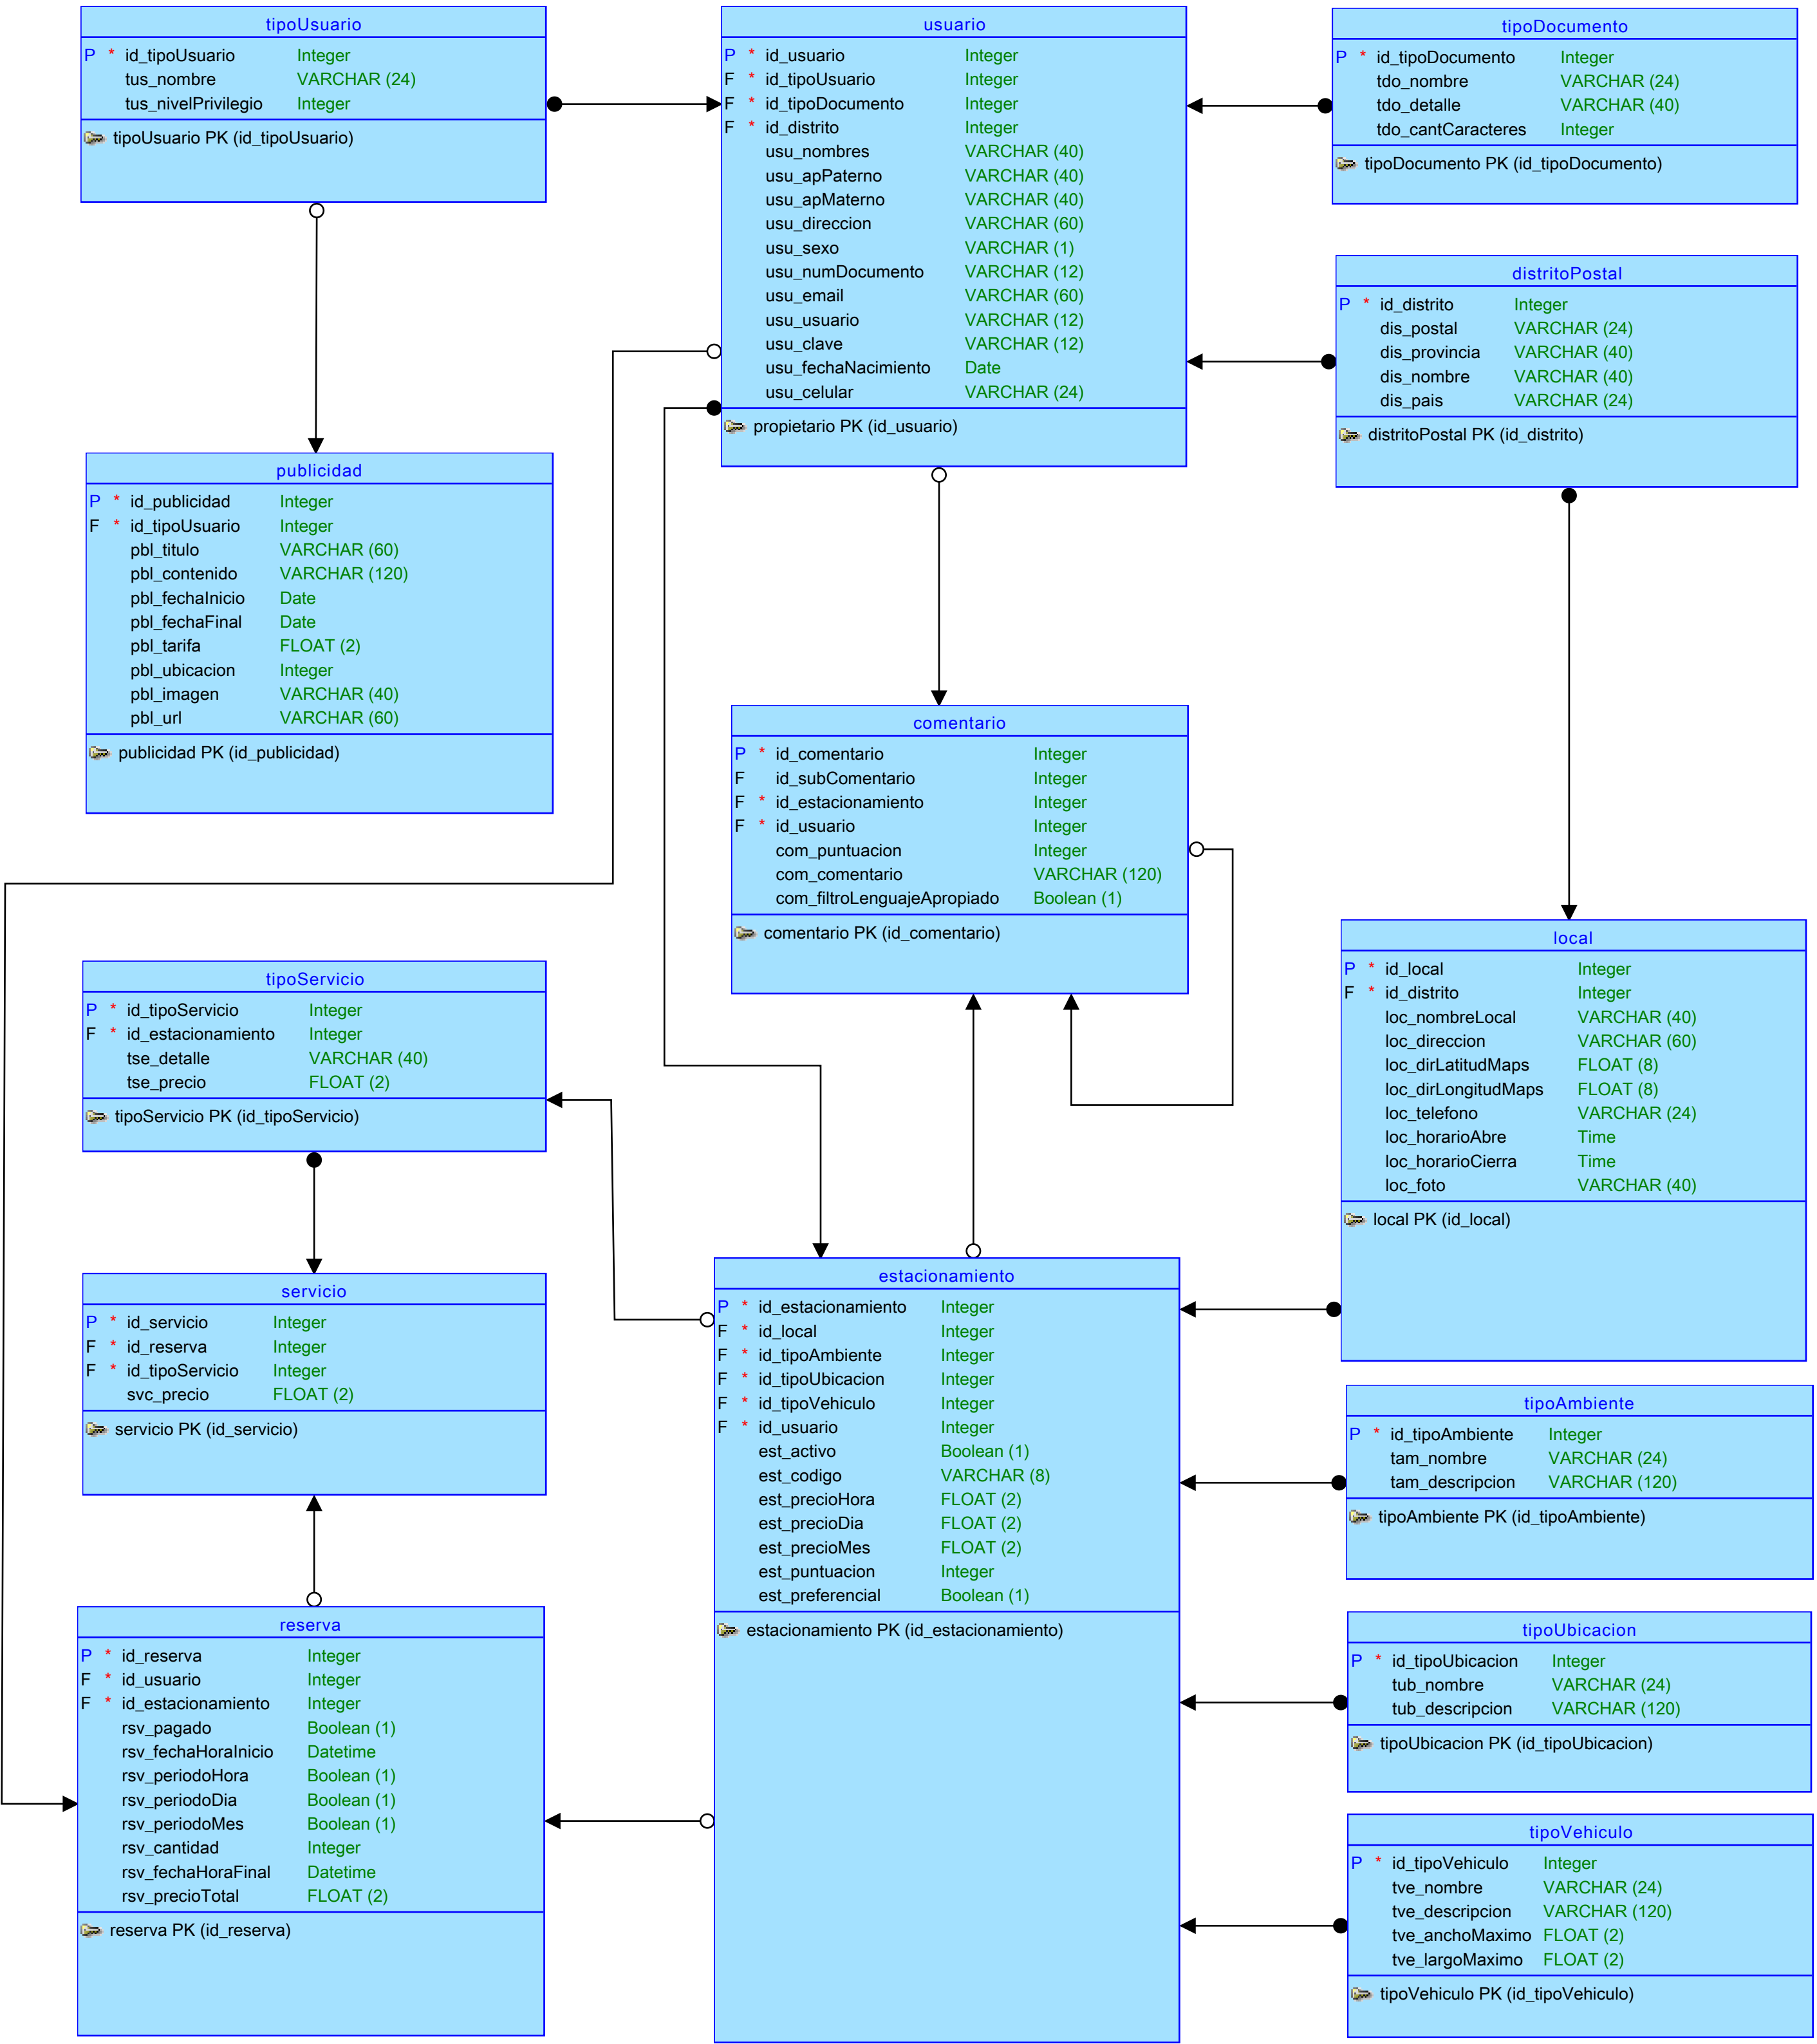 tipoUsuario
P * id_tipoUsuario Integer
tus_nombre VARCHAR (24)
tus_nivelPrivilegio Integer
tipoUsuario PK (id_tipoUsuario)
usuario
P * id_usuario Integer
F * id_tipoUsuario Integer
F * id_tipoDocumento Integer
F * id_distrito Integer
usu_nombres VARCHAR (40)
usu_apPaterno VARCHAR (40)
usu_apMaterno VARCHAR (40)
usu_direccion VARCHAR (60)
usu_sexo VARCHAR (1)
usu_numDocumento VARCHAR (12)
usu_email VARCHAR (60)
usu_usuario VARCHAR (12)
usu_clave VARCHAR (12)
usu_fechaNacimiento Date
usu_celular VARCHAR (24)
propietario PK (id_usuario)
tipoDocumento
P * id_tipoDocumento Integer
tdo_nombre VARCHAR (24)
tdo_detalle VARCHAR (40)
tdo_cantCaracteres Integer
tipoDocumento PK (id_tipoDocumento)
distritoPostal
P * id_distrito Integer
dis_postal VARCHAR (24)
dis_provincia VARCHAR (40)
dis_nombre VARCHAR (40)
dis_pais VARCHAR (24)
distritoPostal PK (id_distrito)
publicidad
P * id_publicidad Integer
F * id_tipoUsuario Integer
pbl_titulo VARCHAR (60)
pbl_contenido VARCHAR (120)
pbl_fechaInicio Date
pbl_fechaFinal Date
pbl_tarifa FLOAT (2)
pbl_ubicacion Integer
pbl_imagen VARCHAR (40)
pbl_url VARCHAR (60)
publicidad PK (id_publicidad)
comentario
P * id_comentario Integer
F id_subComentario Integer
F * id_estacionamiento Integer
F * id_usuario Integer
com_puntuacion Integer
com_comentario VARCHAR (120)
com_filtroLenguajeApropiado Boolean (1)
comentario PK (id_comentario)
local
P * id_local Integer
F * id_distrito Integer
loc_nombreLocal VARCHAR (40)
loc_direccion VARCHAR (60)
loc_dirLatitudMaps FLOAT (8)
loc_dirLongitudMaps FLOAT (8)
loc_telefono VARCHAR (24)
loc_horarioAbre Time
loc_horarioCierra Time
loc_foto VARCHAR (40)
local PK (id_local)
tipoServicio
P * id_tipoServicio Integer
F * id_estacionamiento Integer
tse_detalle VARCHAR (40)
tse_precio FLOAT (2)
tipoServicio PK (id_tipoServicio)
servicio
P * id_servicio Integer
F * id_reserva Integer
F * id_tipoServicio Integer
svc_precio FLOAT (2)
servicio PK (id_servicio)
estacionamiento
P * id_estacionamiento Integer
F * id_local Integer
F * id_tipoAmbiente Integer
F * id_tipoUbicacion Integer
F * id_tipoVehiculo Integer
F * id_usuario Integer
est_activo Boolean (1)
est_codigo VARCHAR (8)
est_precioHora FLOAT (2)
est_precioDia FLOAT (2)
est_precioMes FLOAT (2)
est_puntuacion Integer
est_preferencial Boolean (1)
estacionamiento PK (id_estacionamiento)
tipoAmbiente
P * id_tipoAmbiente Integer
tam_nombre VARCHAR (24)
tam_descripcion VARCHAR (120)
tipoAmbiente PK (id_tipoAmbiente)
reserva
P * id_reserva Integer
F * id_usuario Integer
F * id_estacionamiento Integer
rsv_pagado Boolean (1)
rsv_fechaHoraInicio Datetime
rsv_periodoHora Boolean (1)
rsv_periodoDia Boolean (1)
rsv_periodoMes Boolean (1)
rsv_cantidad Integer
rsv_fechaHoraFinal Datetime
rsv_precioTotal FLOAT (2)
reserva PK (id_reserva)
tipoUbicacion
P * id_tipoUbicacion Integer
tub_nombre VARCHAR (24)
tub_descripcion VARCHAR (120)
tipoUbicacion PK (id_tipoUbicacion)
tipoVehiculo
P * id_tipoVehiculo Integer
tve_nombre VARCHAR (24)
tve_descripcion VARCHAR (120)
tve_anchoMaximo FLOAT (2)
tve_largoMaximo FLOAT (2)
tipoVehiculo PK (id_tipoVehiculo)